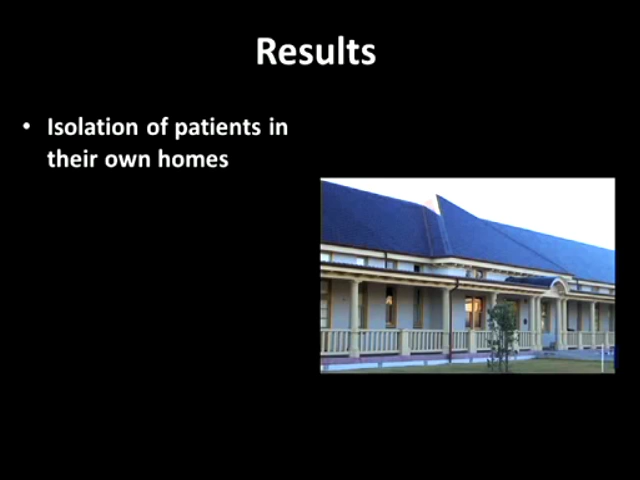 Results
• Isolation of patients in
their own homes